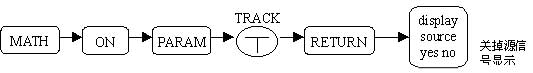 TRACK
MATH
ON
PARAM
RETURN
display
source
yes no
关掉源信
号显示